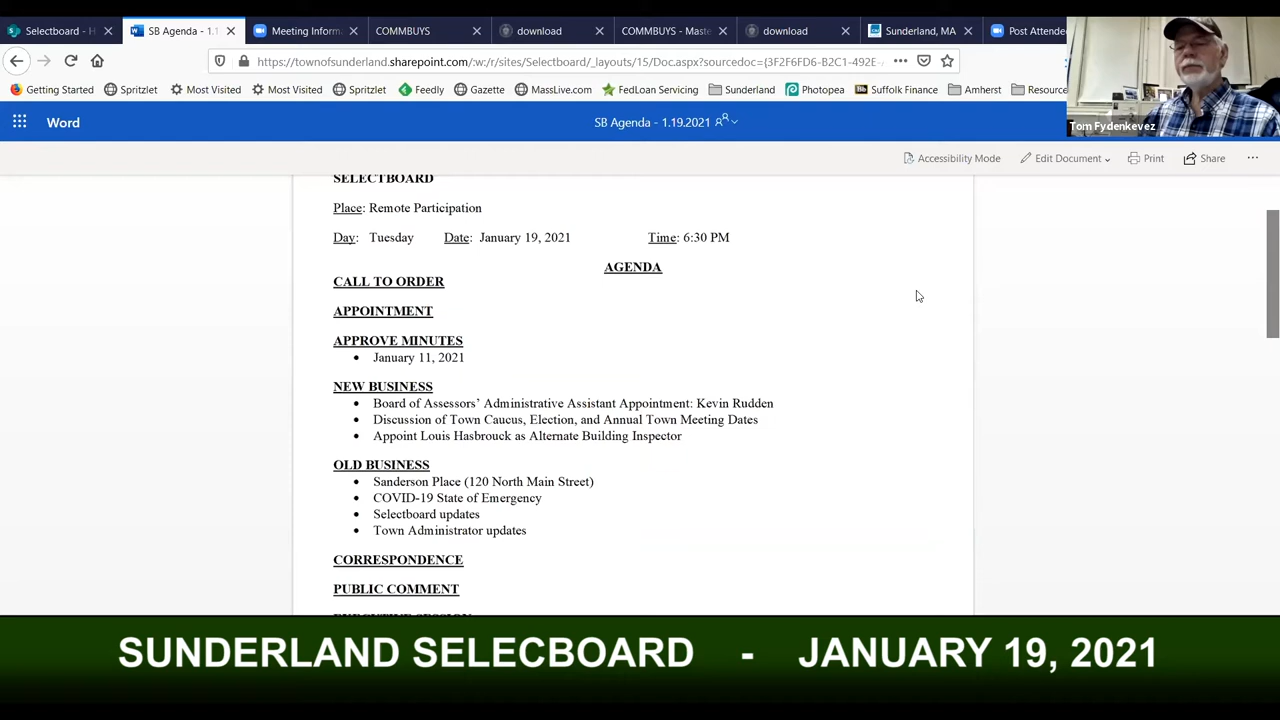 Selectboard - H
SB Agenda - 1.1
Meeting Inform
COMMBUYS
download
COMMBUYS - Maste
download
Sunderland, MA
Post Attende
https://townofsunderland.sharepoint.com/:w:/r/sites/Selectboard/_layouts/15/Doc.aspx?sourcedoc={3F2F6FD6-B2C1-492E-
Getting Started
Spritzlet
Most Visited
Most Visited
Spritzlet
Feedly
Gazette
MassLive.com
FedLoan Servicing
Sunderland
Photopea
Suffolk Finance
Amherst
Resource
Tom Fydenkevez
Word
SB Agenda - 1.19.2021
Accessibility Mode
Edit Document
Print
Share
SELECTBOARD
Place: Remote Participation
Day: Tuesday Date: January 19, 2021 Time: 6:30 PM
AGENDA
CALL TO ORDER
APPOINTMENT
APPROVE MINUTES
• January 11, 2021
NEW BUSINESS
• Board of Assessors' Administrative Assistant Appointment: Kevin Rudden
• Discussion of Town Caucus, Election, and Annual Town Meeting Dates
• Appoint Louis Hasbrouck as Alternate Building Inspector
OLD BUSINESS
• Sanderson Place (120 North Main Street)
• COVID-19 State of Emergency
• Selectboard updates
• Town Administrator updates
CORRESPONDENCE
PUBLIC COMMENT
EXECUTIVE SESSION
SUNDERLAND SELECBOARD - JANUARY 19, 2021